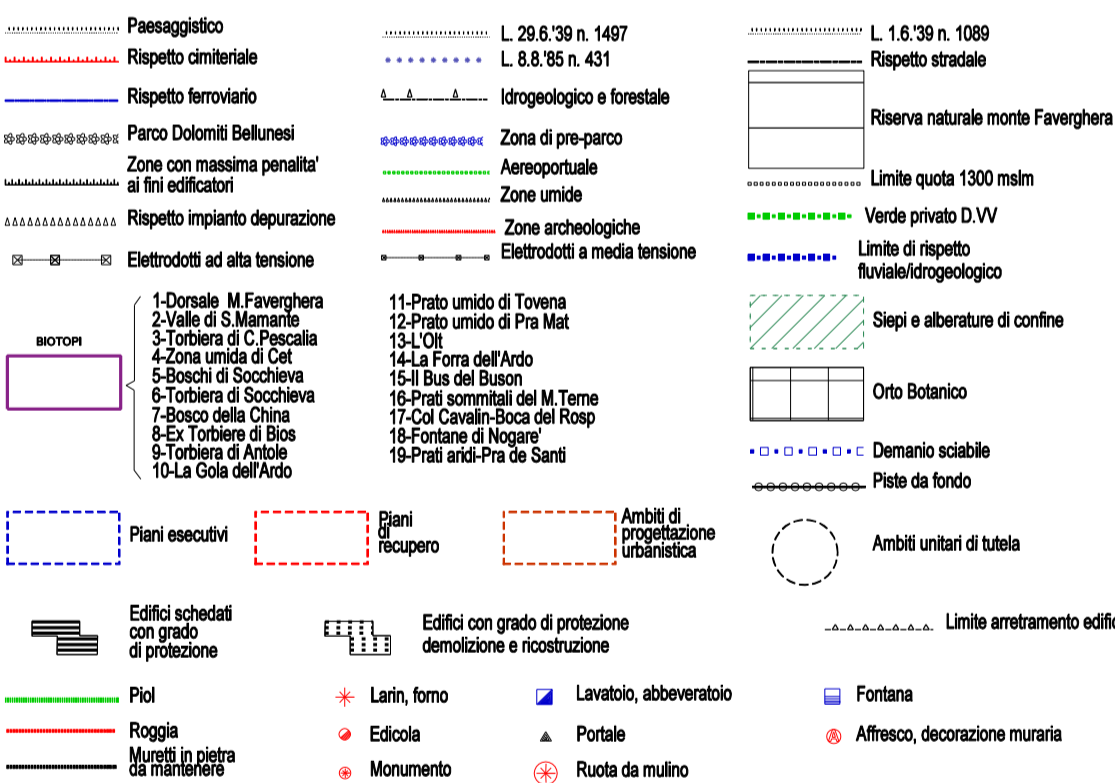 Paesaggistico
L. 29.6.'39 n. 1497
L. 1.6.'39 n. 1089
Rispetto cimiteriale
L. 8.8.'85 n. 431
Rispetto stradale
Rispetto ferroviario
Idrogeologico e forestale
Riserva naturale monte Faverghera
Parco Dolomiti Bellunesi
Zona di pre-parco
Zone con massima penalita'
ai fini edificatori
Aereoportuale
Limite quota 1300 mslm
Zone umide
Rispetto impianto depurazione
Zone archeologiche
Verde privato D.VV
Elettrodotti ad alta tensione
Elettrodotti a media tensione
Limite di rispetto
fluviale/idrogeologico
BIOTOPI
1-Dorsale M.Faverghera
2-Valle di S.Mamante
3-Torbiera di C.Pescalia
4-Zona umida di Cet
5-Boschi di Socchieva
6-Torbiera di Socchieva
7-Bosco della China
8-Ex Torbiere di Bios
9-Torbiera di Antole
10-La Gola dell'Ardo
11-Prato umido di Tovena
12-Prato umido di Pra Mat
13-L'Olt
14-La Forra dell'Ardo
15-Il Bus del Buson
16-Prati sommitali del M.Terne
17-Col Cavalin-Boca del Rosp
18-Fontane di Nogare'
19-Prati aridi-Pra de Santi
Siepi e alberature di confine
Orto Botanico
Demanio sciabile
Piste da fondo
Piani esecutivi
Piani
di
recupero
Ambiti di
progettazione
urbanistica
Ambiti unitari di tutela
Edifici schedati
con grado
di protezione
Edifici con grado di protezione
demolizione e ricostruzione
Limite arretramento edific
Piol
Larin, forno
Lavatoio, abbeveratoio
Fontana
Roggia
Edicola
Portale
Affresco, decorazione muraria
Muretti in pietra
da mantenere
Monumento
Ruota da mulino